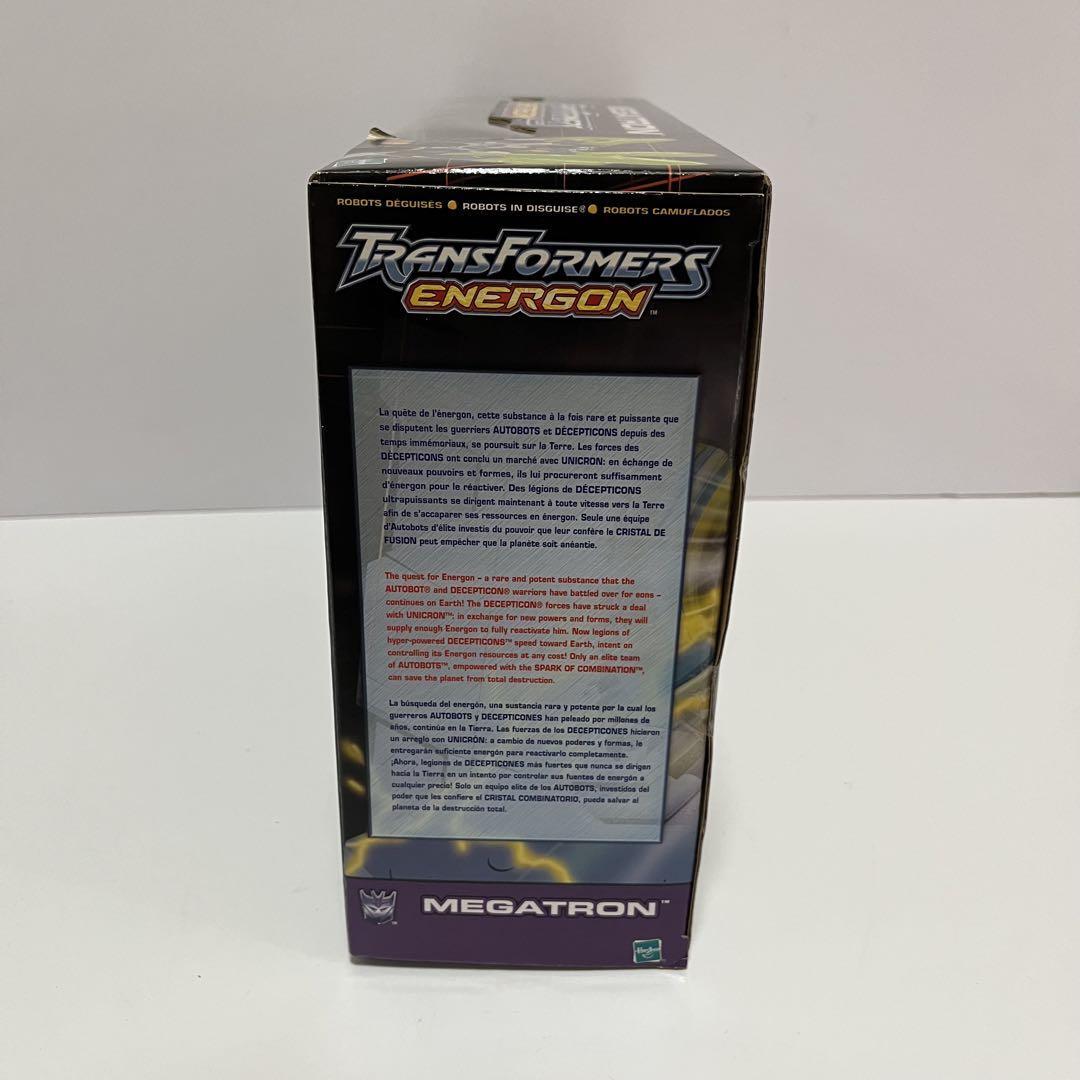 ROBOTS DÉGUISÉS ROBOTS IN DISGUISE® ROBOTS CAMUFLADOS
TRANSFORMERS
ENERGON™
La quête de l'énergon, cette substance à la fois rare et puissante que
se disputent les guerriers AUTOBOTS et DÉCEPTICONS depuis des
temps immémoriaux, se poursuit sur la Terre. Les forces des
DÉCEPTICONS ont conclu un marché avec UNICRON: en échange de
nouveaux pouvoirs et formes, ils lui procureront suffisamment
d'énergon pour le réactiver. Des légions de DÉCEPTICONS
ultrapuissants se dirigent maintenant à toute vitesse vers la Terre
afin de s'accaparer ses ressources en énergon. Seule une équipe
d'Autobots d'élite investis du pouvoir que leur confère le CRISTAL DE
FUSION peut empêcher que la planète soit anéantie.
The quest for Energon – a rare and potent substance that the
AUTOBOT® and DECEPTICON® warriors have battled over for eons –
continues on Earth! The DECEPTICON® forces have struck a deal
with UNICRON™: in exchange for new powers and forms, they will
supply enough Energon to fully reactivate him. Now legions of
hyper-powered DECEPTICONS™ speed toward Earth, intent on
controlling its Energon resources at any cost! Only an elite team
of AUTOBOTS™, empowered with the SPARK OF COMBINATION™,
can save the planet from total destruction.
La búsqueda del energón, una sustancia rara y potente por la cual los
guerreros AUTOBOTS y DECEPTICONES han peleado por millones de
años, continúa en la Tierra. Las fuerzas de los DECEPTICONES hicieron
un arreglo con UNICRÓN: a cambio de nuevos poderes y formas, le
entregarán suficiente energón para reactivarlo completamente.
¡Ahora, legiones de DECEPTICONES más fuertes que nunca se dirigen
hacia la Tierra en un intento por controlar sus fuentes de energón a
cualquier precio! Solo un equipo elite de los AUTOBOTS, investidos del
poder que les confiere el CRISTAL COMBINATORIO, puede salvar al
planeta de la destrucción total.
MEGATRON™
Hasbro